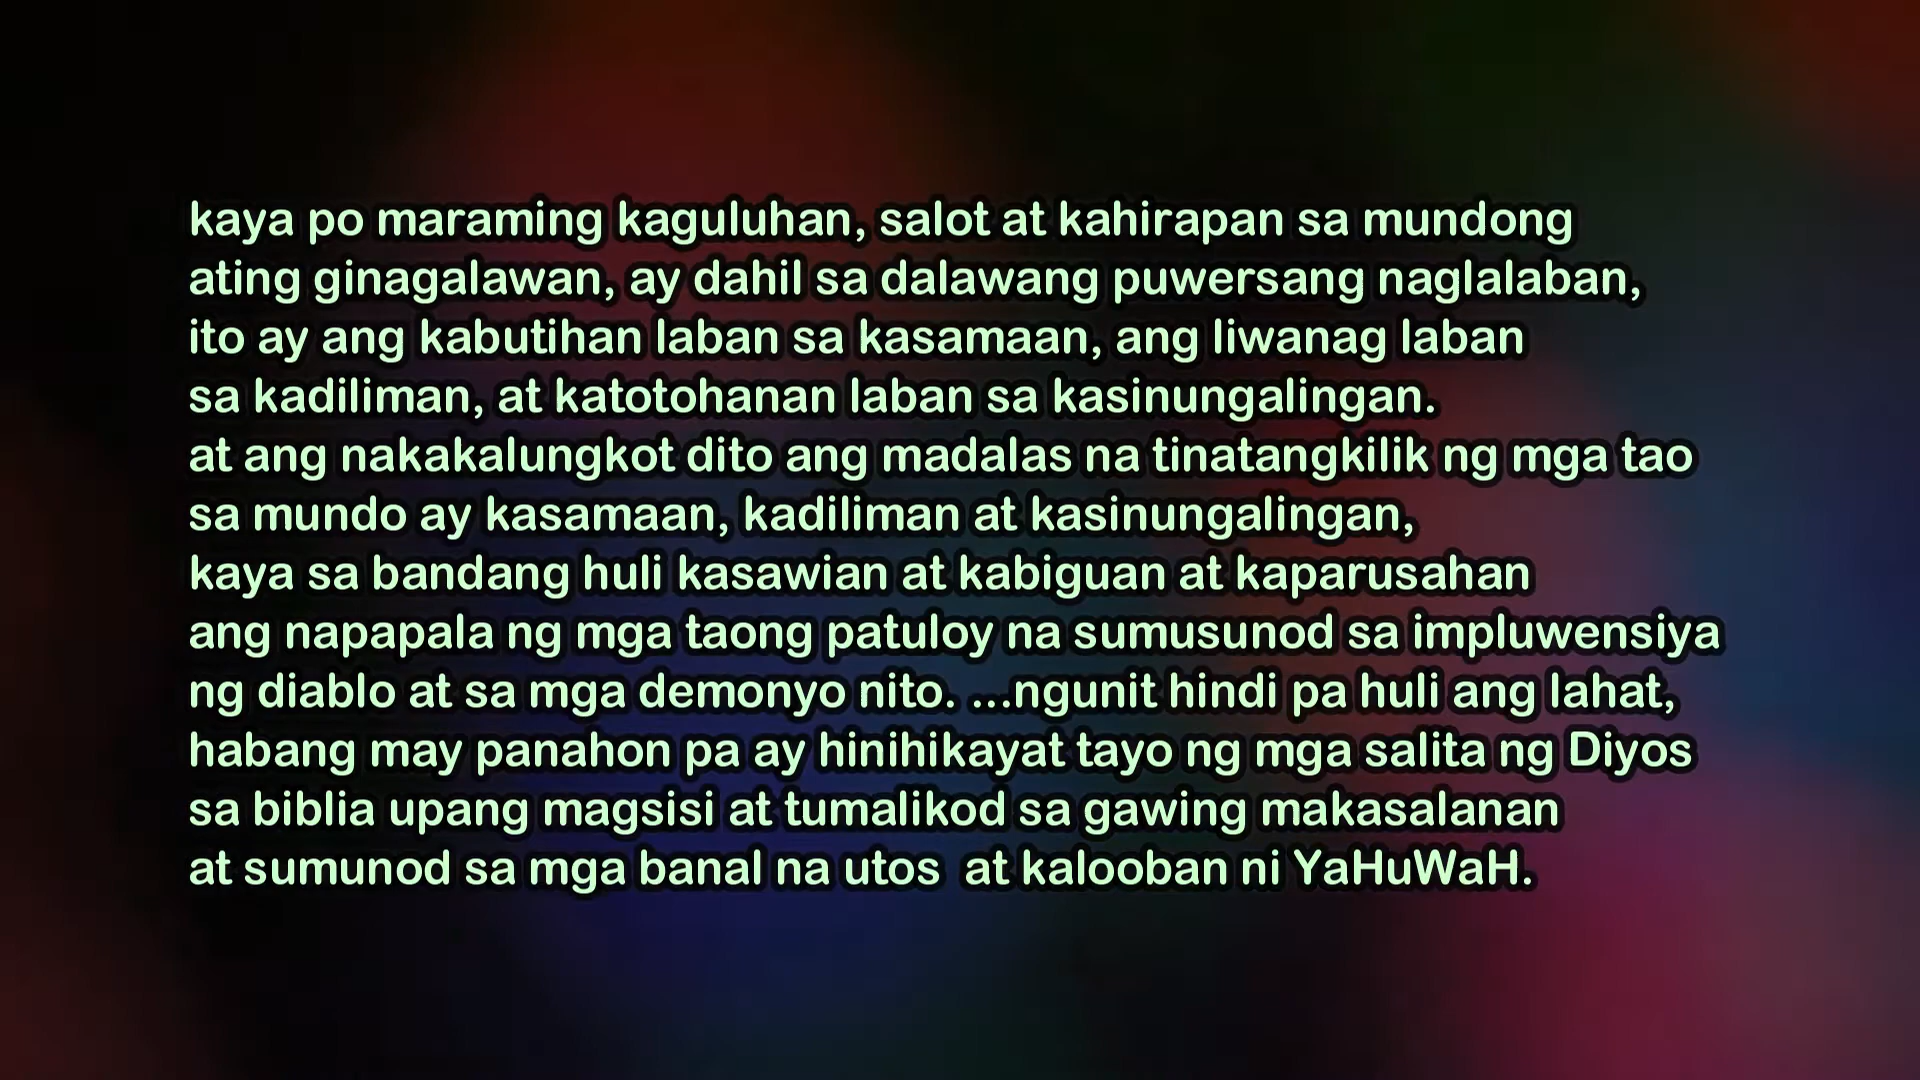 kaya po maraming kaguluhan, salot at kahirapan sa mundong
ating ginagalawan, ay dahil sa dalawang puwersang naglalaban,
ito ay ang kabutihan laban sa kasamaan, ang liwanag laban
sa kadiliman, at katotohanan laban sa kasinungalingan.
at ang nakakalungkot dito ang madalas na tinatangkilik ng mga tao
sa mundo ay kasamaan, kadiliman at kasinungalingan,
kaya sa bandang huli kasawian at kabiguan at kaparusahan
ang napapala ng mga taong patuloy na sumusunod sa impluwensiya
ng diablo at sa mga demonyo nito. ...ngunit hindi pa huli ang lahat,
habang may panahon pa ay hinihikayat tayo ng mga salita ng Diyos
sa biblia upang magsisi at tumalikod sa gawing makasalanan
at sumunod sa mga banal na utos  at kalooban ni YaHuWaH.